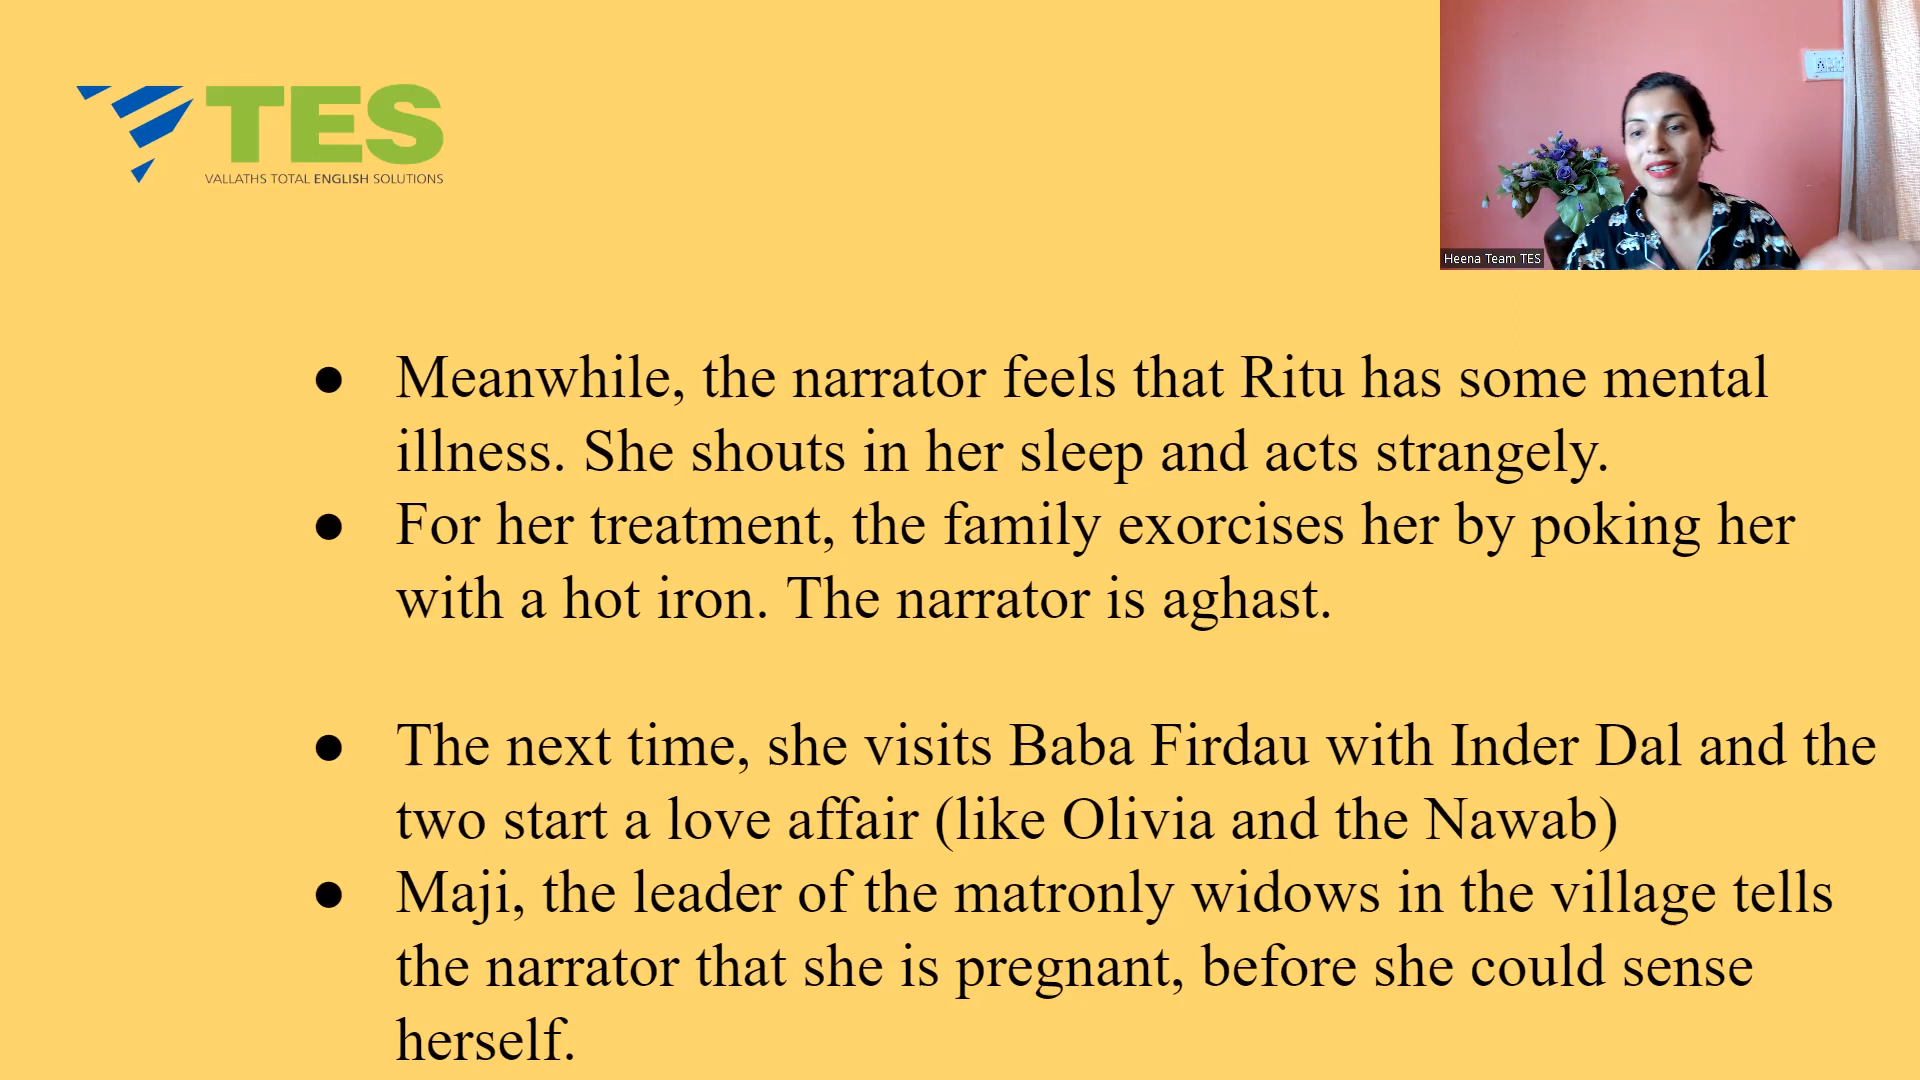 TES
VALLATHS TOTAL ENGLISH SOLUTIONS
Heena Team TES
● Meanwhile, the narrator feels that Ritu has some mental
illness. She shouts in her sleep and acts strangely.
● For her treatment, the family exorcises her by poking her
with a hot iron. The narrator is aghast.
● The next time, she visits Baba Firdau with Inder Dal and the
two start a love affair (like Olivia and the Nawab)
● Maji, the leader of the matronly widows in the village tells
the narrator that she is pregnant, before she could sense
herself.